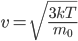 v = √(3kT/m₀)